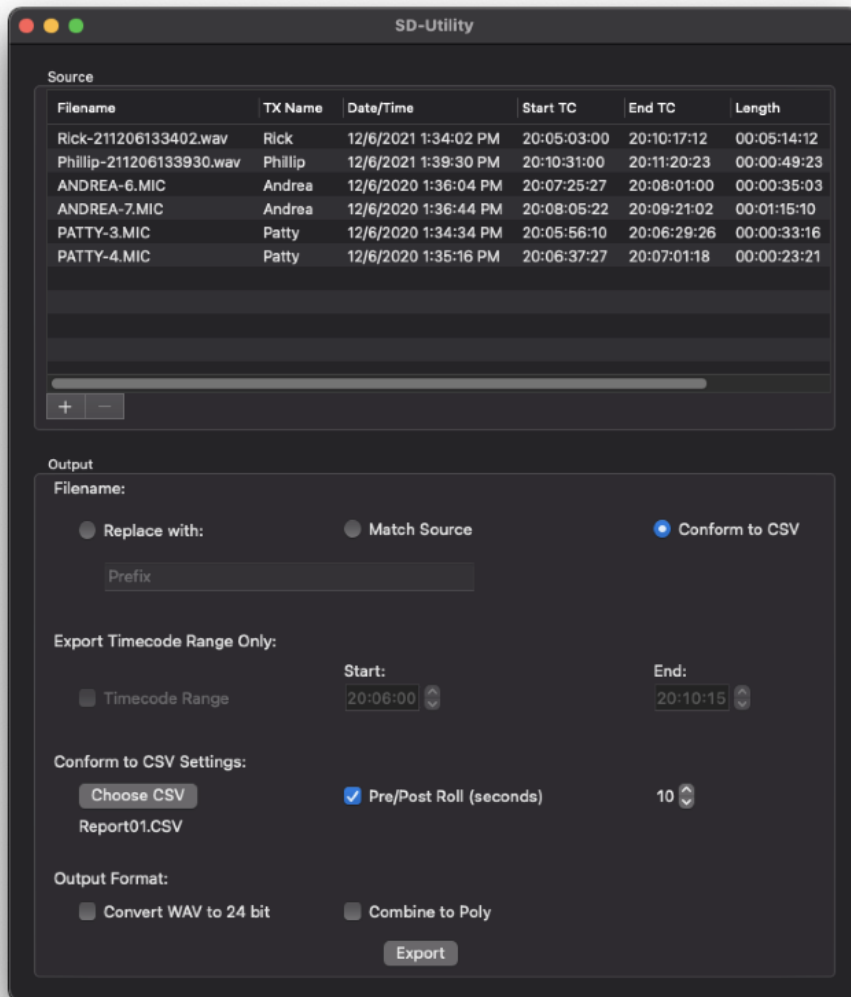 SD-Utility
Source
Filename TX Name Date/Time Start TC End TC Length
Rick-211206133402.wav Rick 12/6/2021 1:34:02 PM 20:05:03:00 20:10:17:12 00:05:14:12
Phillip-211206133930.wav Phillip 12/6/2021 1:39:30 PM 20:10:31:00 20:11:20:23 00:00:49:23
ANDREA-6.MIC Andrea 12/6/2020 1:36:04 PM 20:07:25:27 20:08:01:00 00:00:35:03
ANDREA-7.MIC Andrea 12/6/2020 1:36:44 PM 20:08:05:22 20:09:21:02 00:01:15:10
PATTY-3.MIC Patty 12/6/2020 1:34:34 PM 20:05:56:10 20:06:29:26 00:00:33:16
PATTY-4.MIC Patty 12/6/2020 1:35:16 PM 20:06:37:27 20:07:01:18 00:00:23:21
+ −
Output
Filename:
Replace with: Match Source Conform to CSV
Prefix
Export Timecode Range Only:
Start: End:
Timecode Range 20:06:00 20:10:15
Conform to CSV Settings:
Choose CSV Pre/Post Roll (seconds) 10
Report01.CSV
Output Format:
Convert WAV to 24 bit Combine to Poly
Export